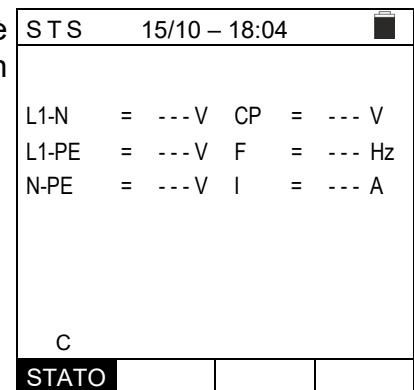 e
n
STS 15/10 – 18:04
L1-N = - - - V CP = - - - V
L1-PE = - - - V F = - - - Hz
N-PE = - - - V I = - - - A
C
STATO